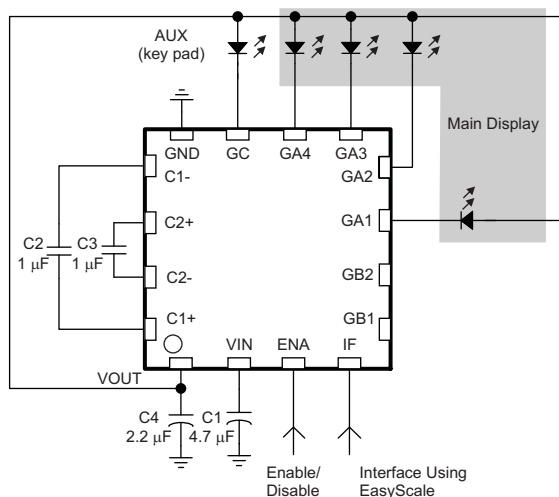 AUX
(key pad)
Main Display
GND
GC
GA4
GA3
C1-
GA2
C2+
GA1
C2
1 µF
C3
1 µF
C2-
GB2
C1+
GB1
VIN
ENA
IF
VOUT
C4
2.2 µF
C1
4.7 µF
Enable/
Disable
Interface Using
EasyScale